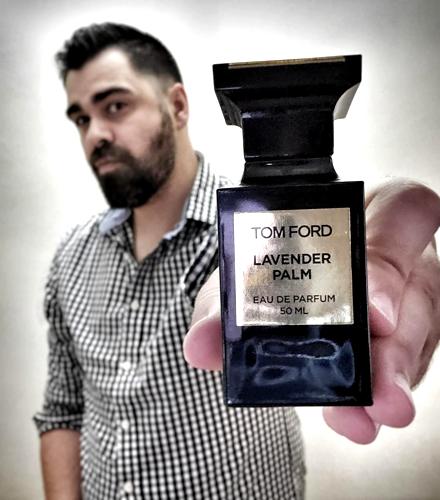 TOM FORD
LAVENDER
PALM
EAU DE PARFUM
50 ML